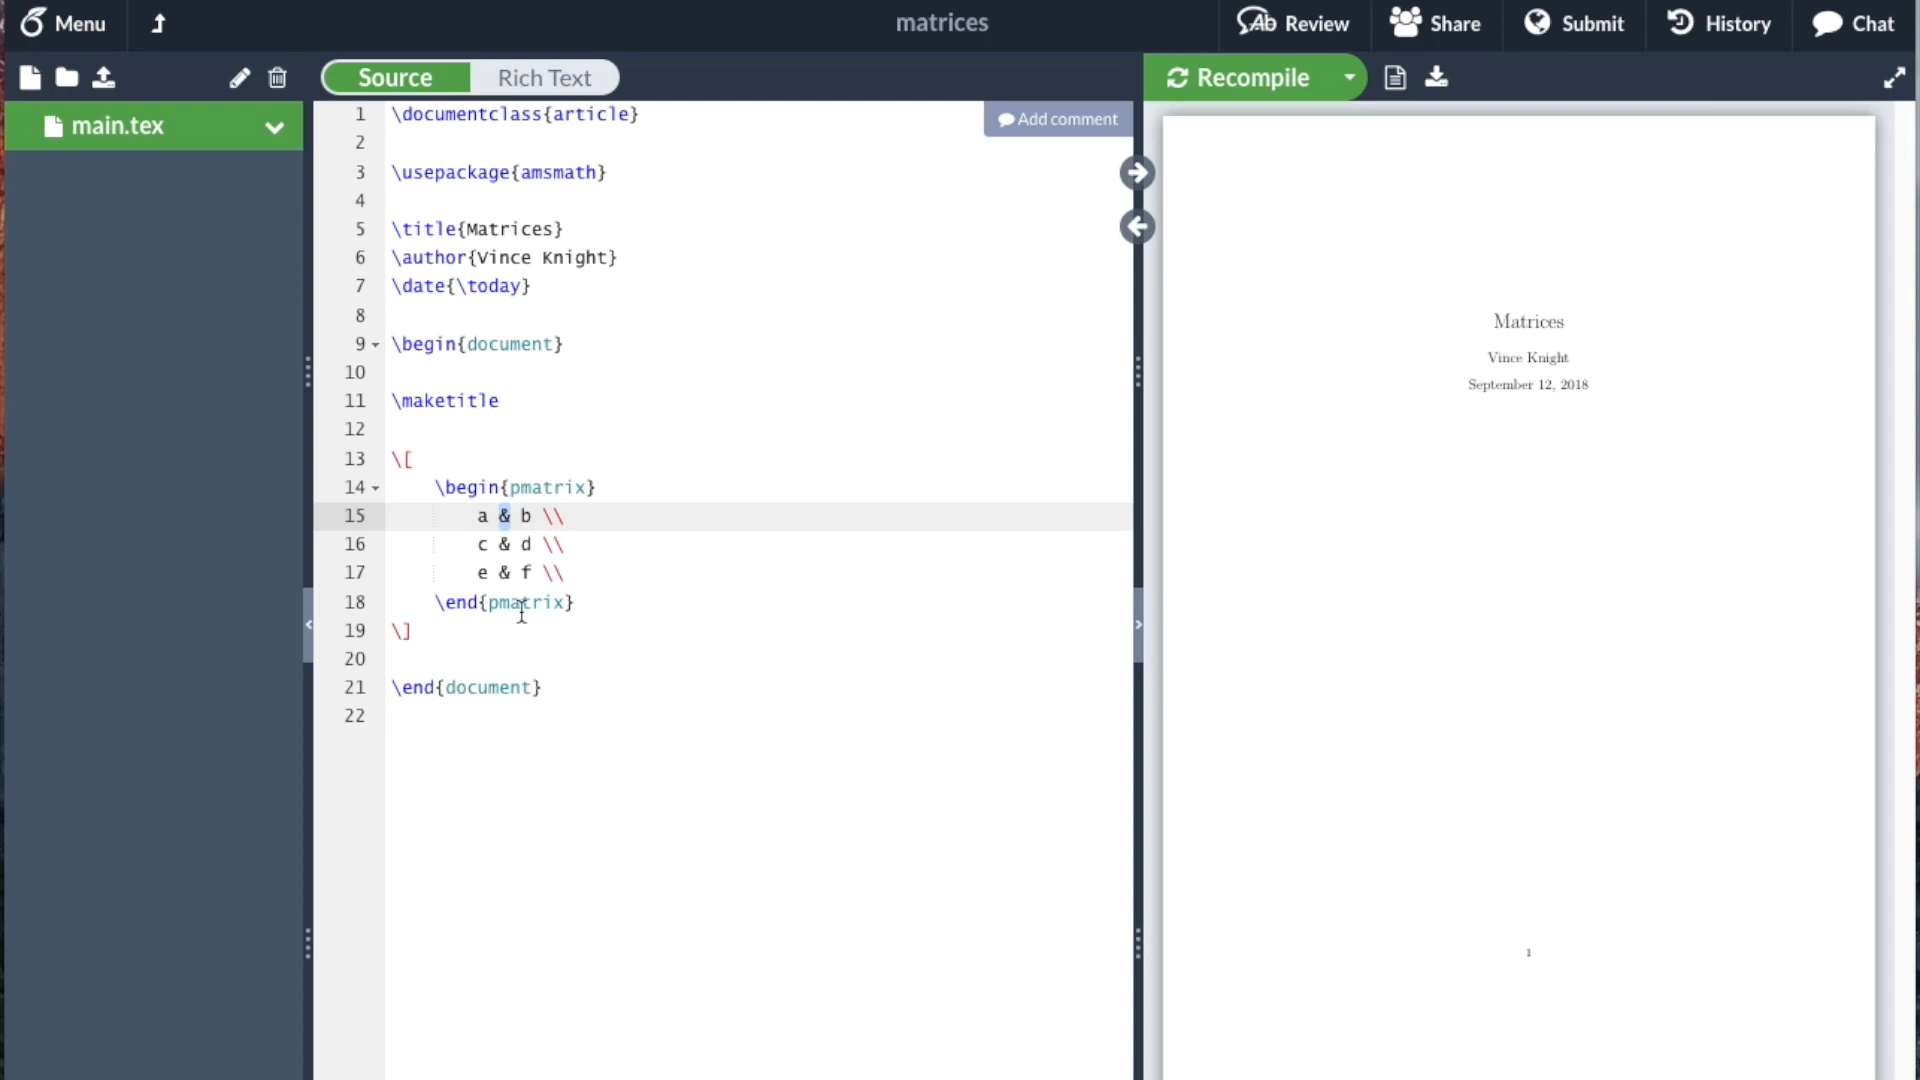 Menu
matrices
Review
Share
Submit
History
Chat
Source Rich Text
Recompile
main.tex
Add comment
1 \documentclass{article}
2
3 \usepackage{amsmath}
4
5 \title{Matrices}
6 \author{Vince Knight}
7 \date{\today}
8
9 \begin{document}
10
11 \maketitle
12
13 \[
14 \begin{pmatrix}
15 a & b \\
16 c & d \\
17 e & f \\
18 \end{pmatrix}
19 \]
20
21 \end{document}
22
Matrices
Vince Knight
September 12, 2018
1